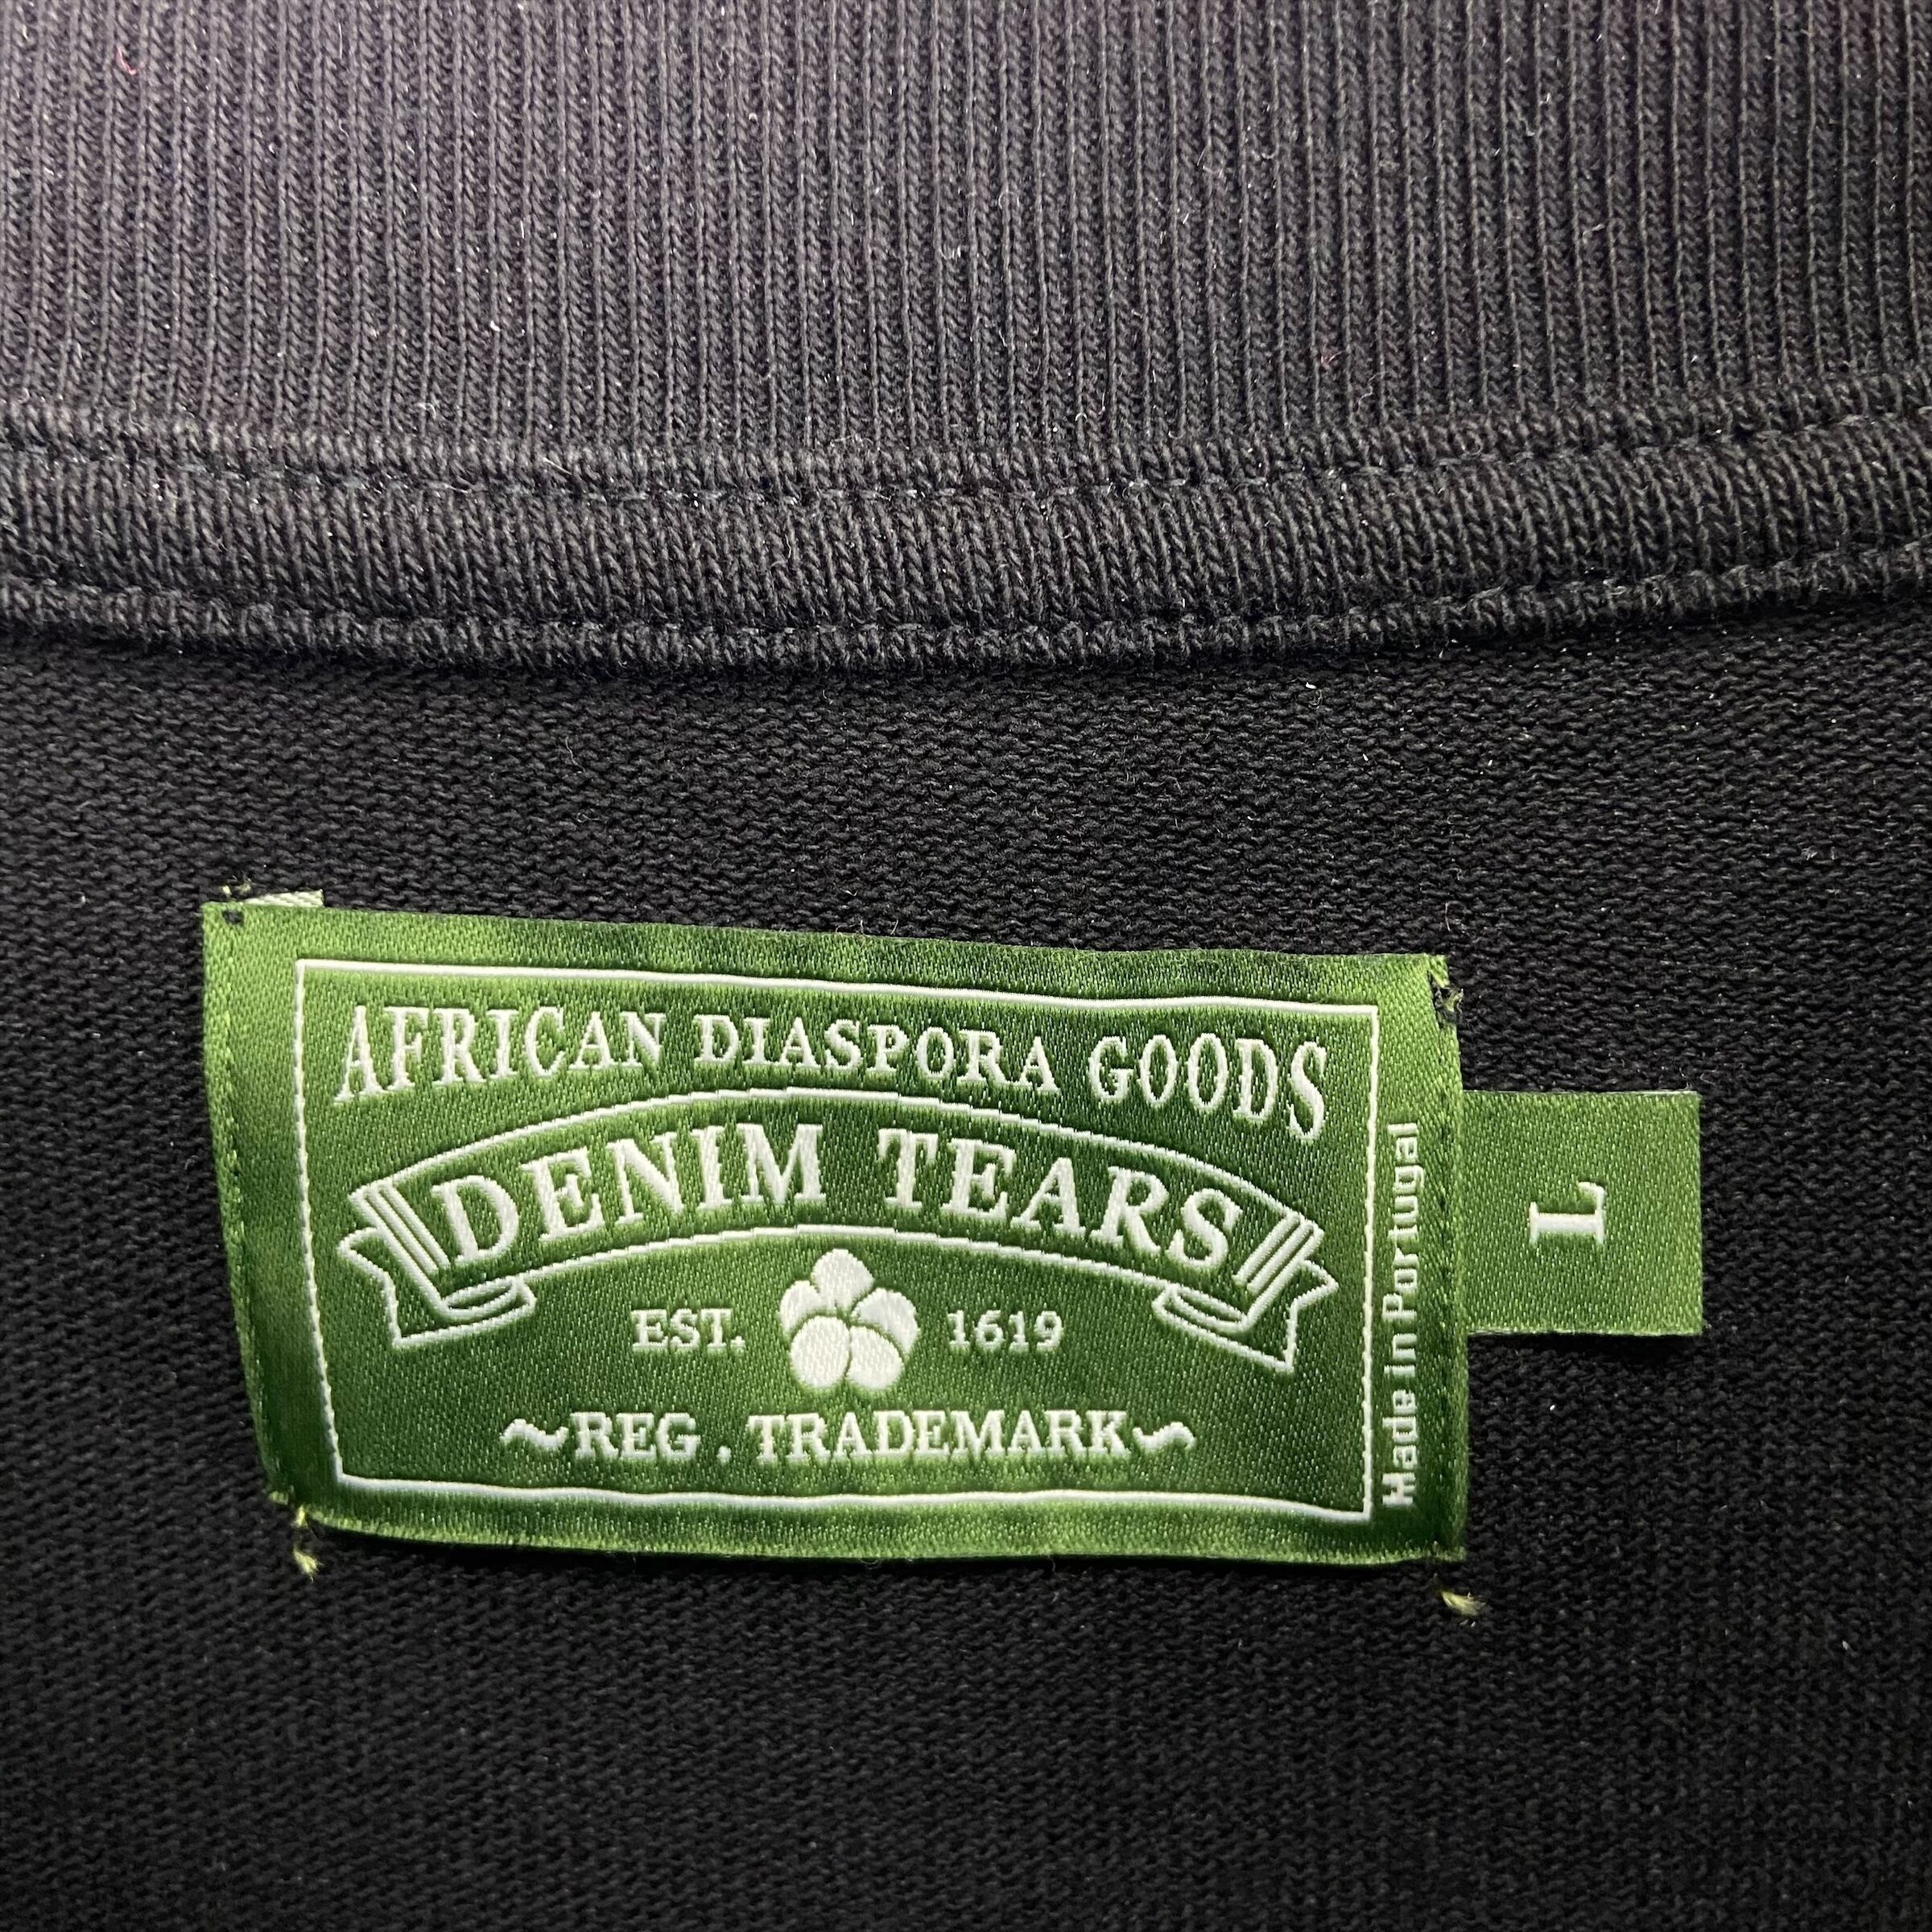 AFRICAN DIASPORA GOODS
DENIM TEARS
EST. 1619
~REG . TRADEMARK~
Made in Portugal
L